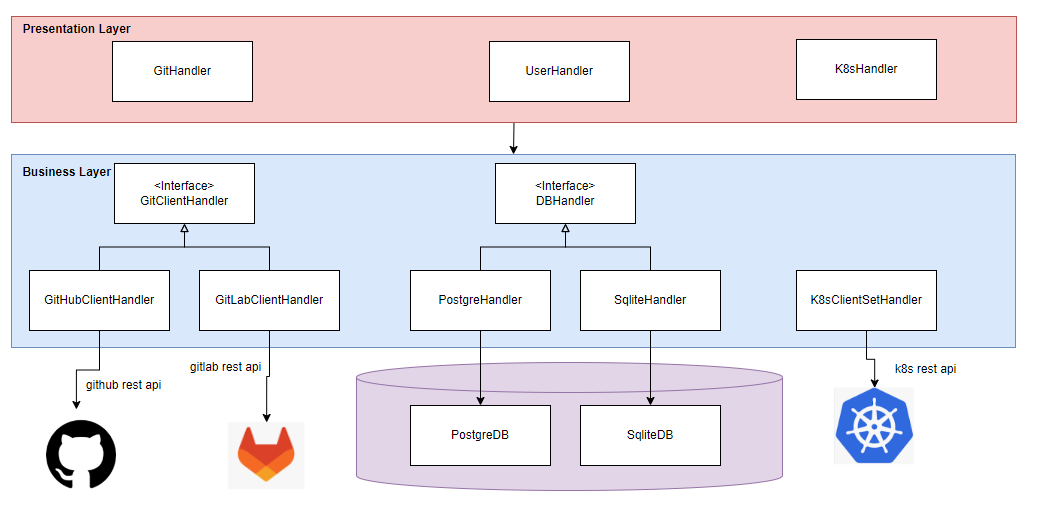 Presentation Layer
GitHandler
UserHandler
K8sHandler
Business Layer
<Interface>
GitClientHandler
<Interface>
DBHandler
GitHubClientHandler
GitLabClientHandler
PostgreHandler
SqliteHandler
K8sClientSetHandler
github rest api
gitlab rest api
k8s rest api
PostgreDB
SqliteDB